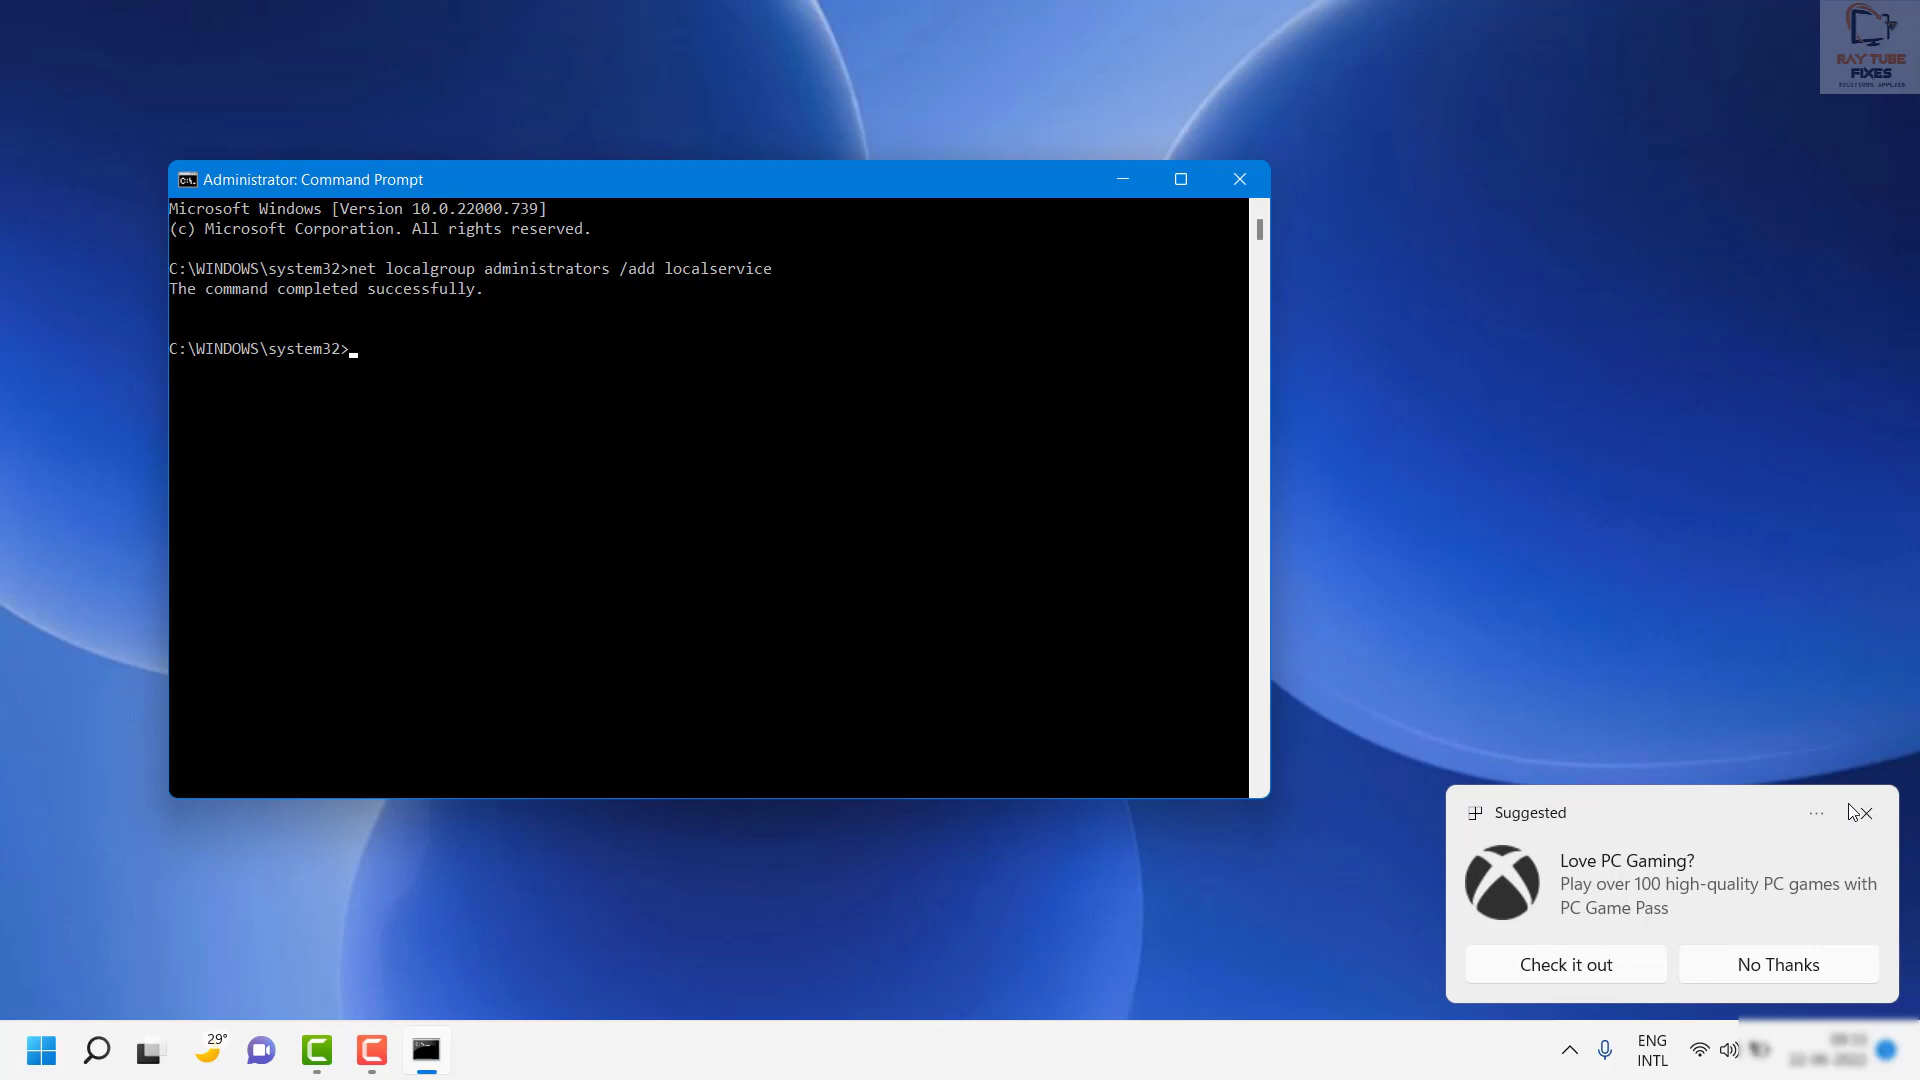 RAY TUBE
FIXES
SOLUTIONS APPLIED
Administrator: Command Prompt
Microsoft Windows [Version 10.0.22000.739]
(c) Microsoft Corporation. All rights reserved.
C:\WINDOWS\system32>net localgroup administrators /add localservice
The command completed successfully.
C:\WINDOWS\system32>
Suggested
Love PC Gaming?
Play over 100 high-quality PC games with
PC Game Pass
Check it out
No Thanks
29°
ENG
INTL